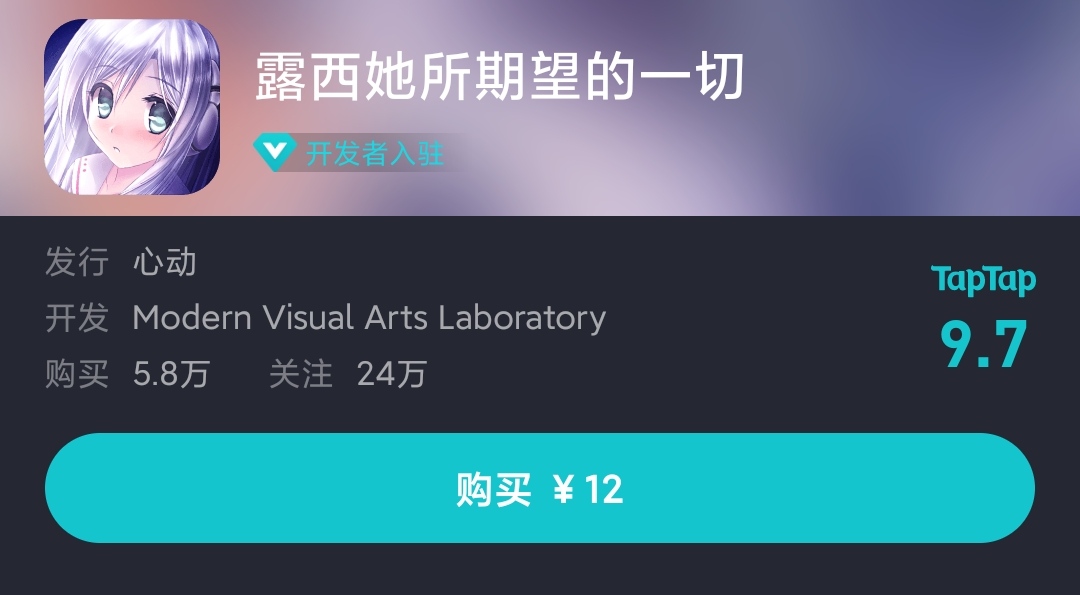 露西她所期望的一切
开发者入驻
发行 心动
开发 Modern Visual Arts Laboratory
购买 5.8万 关注 24万
TapTap
9.7
购买 ¥12